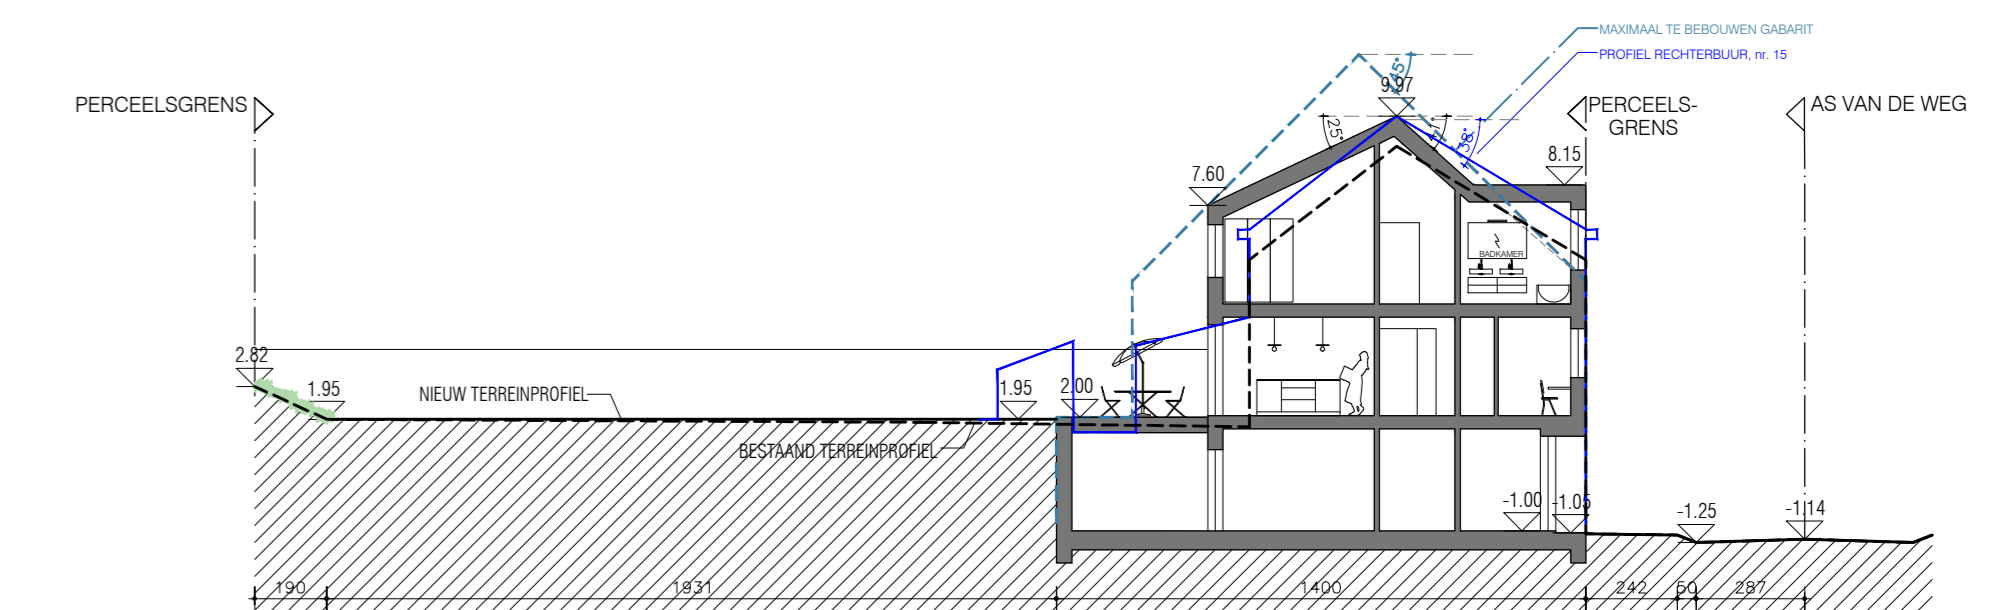 MAXIMAAL TE BEBOUWEN GABARIT
PROFIEL RECHTERBUUR, nr. 15
45°
9.97
PERCEELSGRENS
PERCEELS-
GRENS
AS VAN DE WEG
25°
41°
38°
8.15
7.60
BADKAMER
2.82
1.95
NIEUW TERREINPROFIEL
1.95
2.00
BESTAAND TERREINPROFIEL
-1.00
-1.05
-1.25
-1.14
190
1931
1400
242
50
287